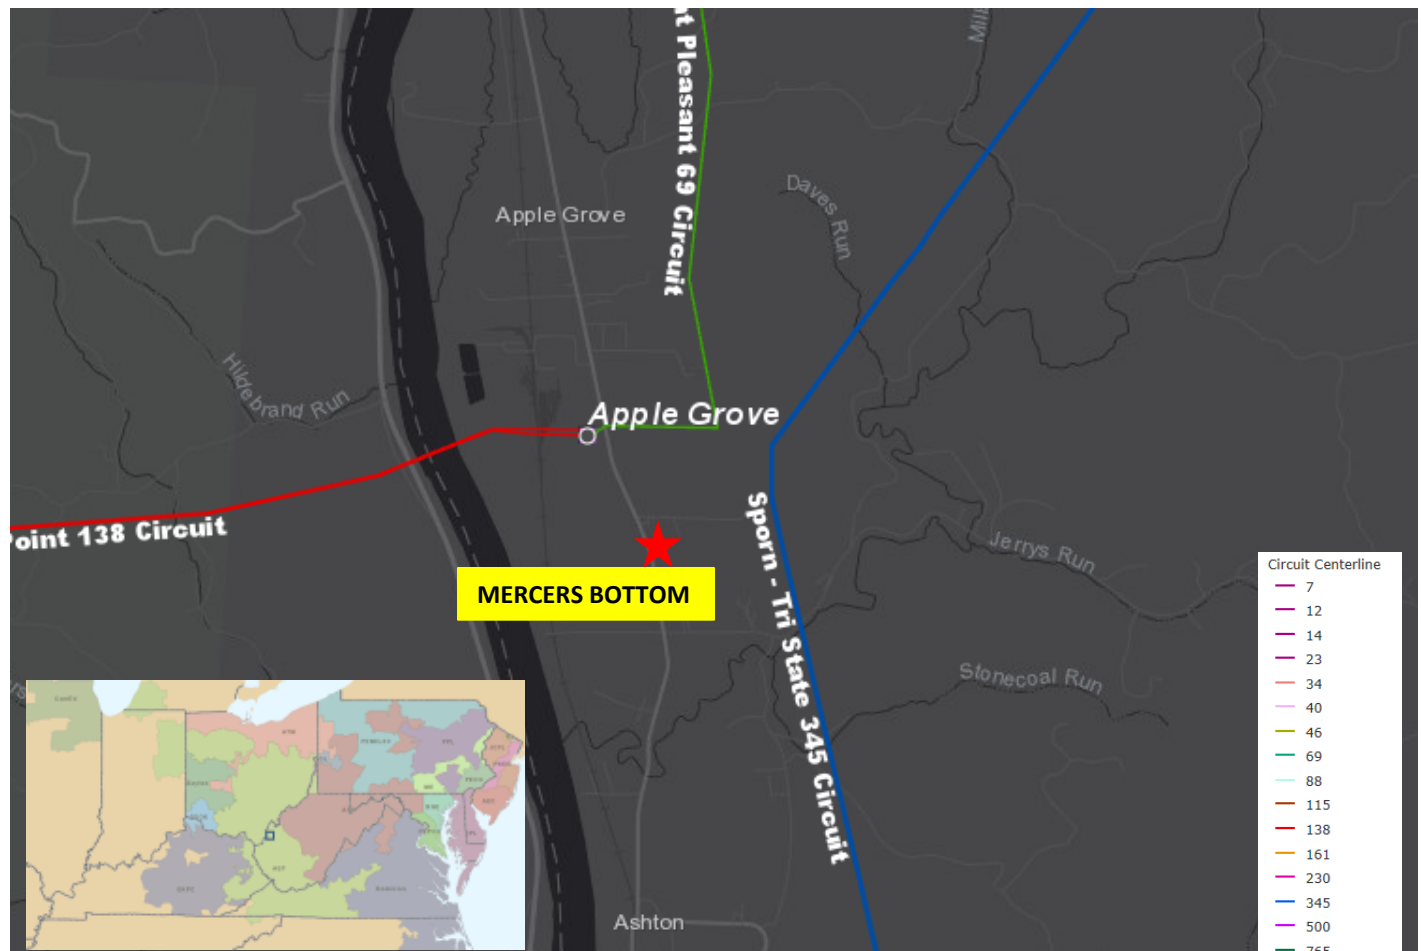 nt Pleasant 69 Circuit
Daves Run
Apple Grove
Hildebrand Run
Apple Grove
oint 138 Circuit
Sporn - Tri State 345 Circuit
Jerrys Run
MERCERS BOTTOM
Stonecoal Run
Ashton
Circuit Centerline
7
12
14
23
34
40
46
69
88
115
138
161
230
345
500
765